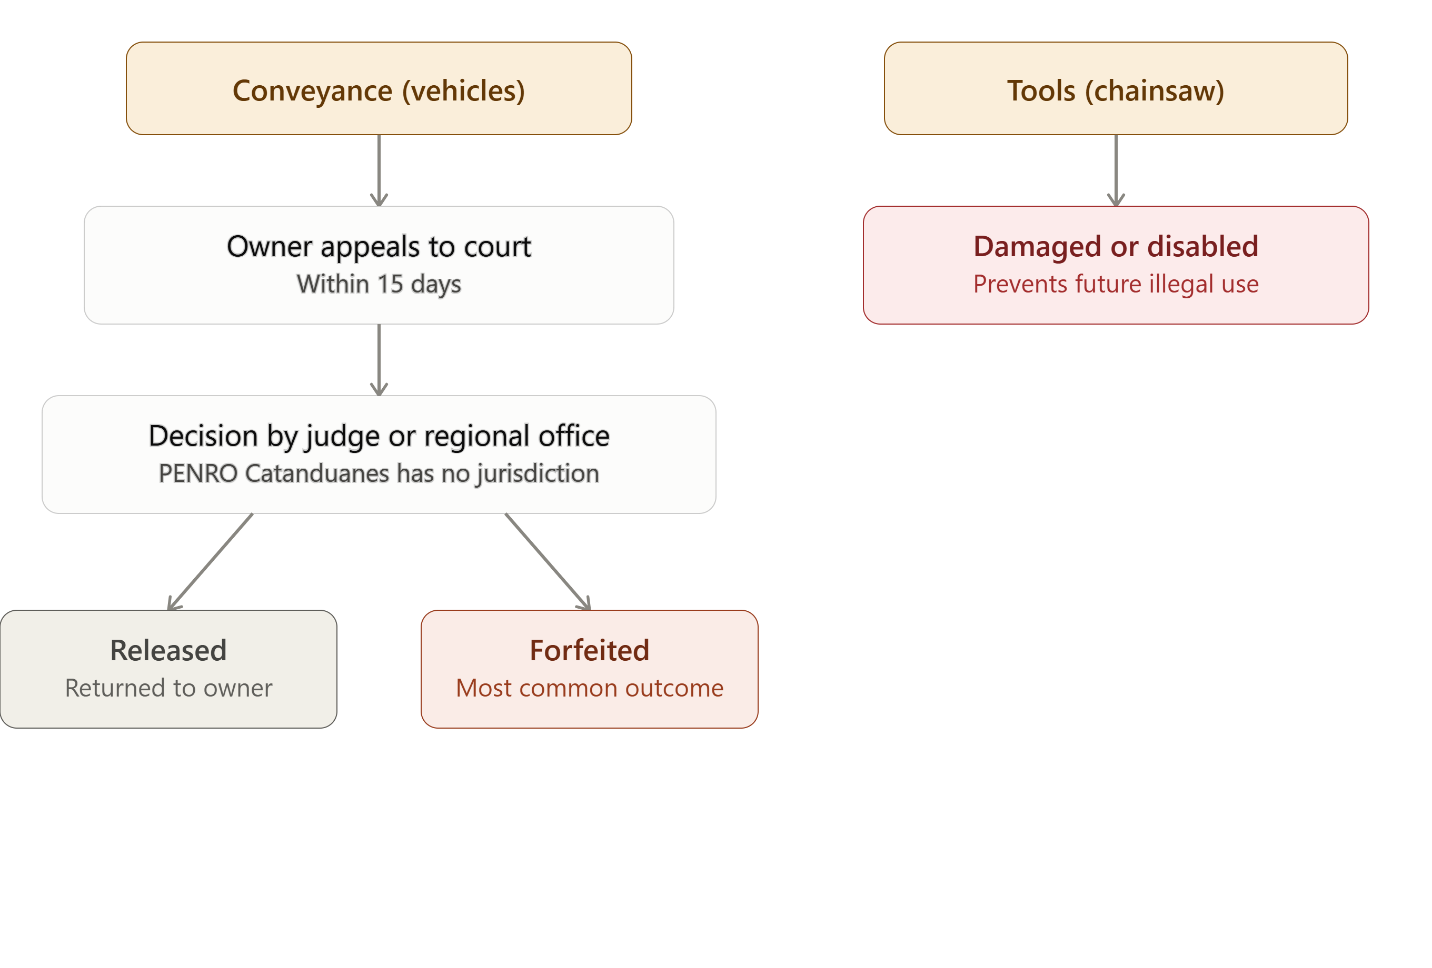 Conveyance (vehicles)
Owner appeals to court
Within 15 days
Decision by judge or regional office
PENRO Catanduanes has no jurisdiction
Released
Returned to owner
Forfeited
Most common outcome
Tools (chainsaw)
Damaged or disabled
Prevents future illegal use